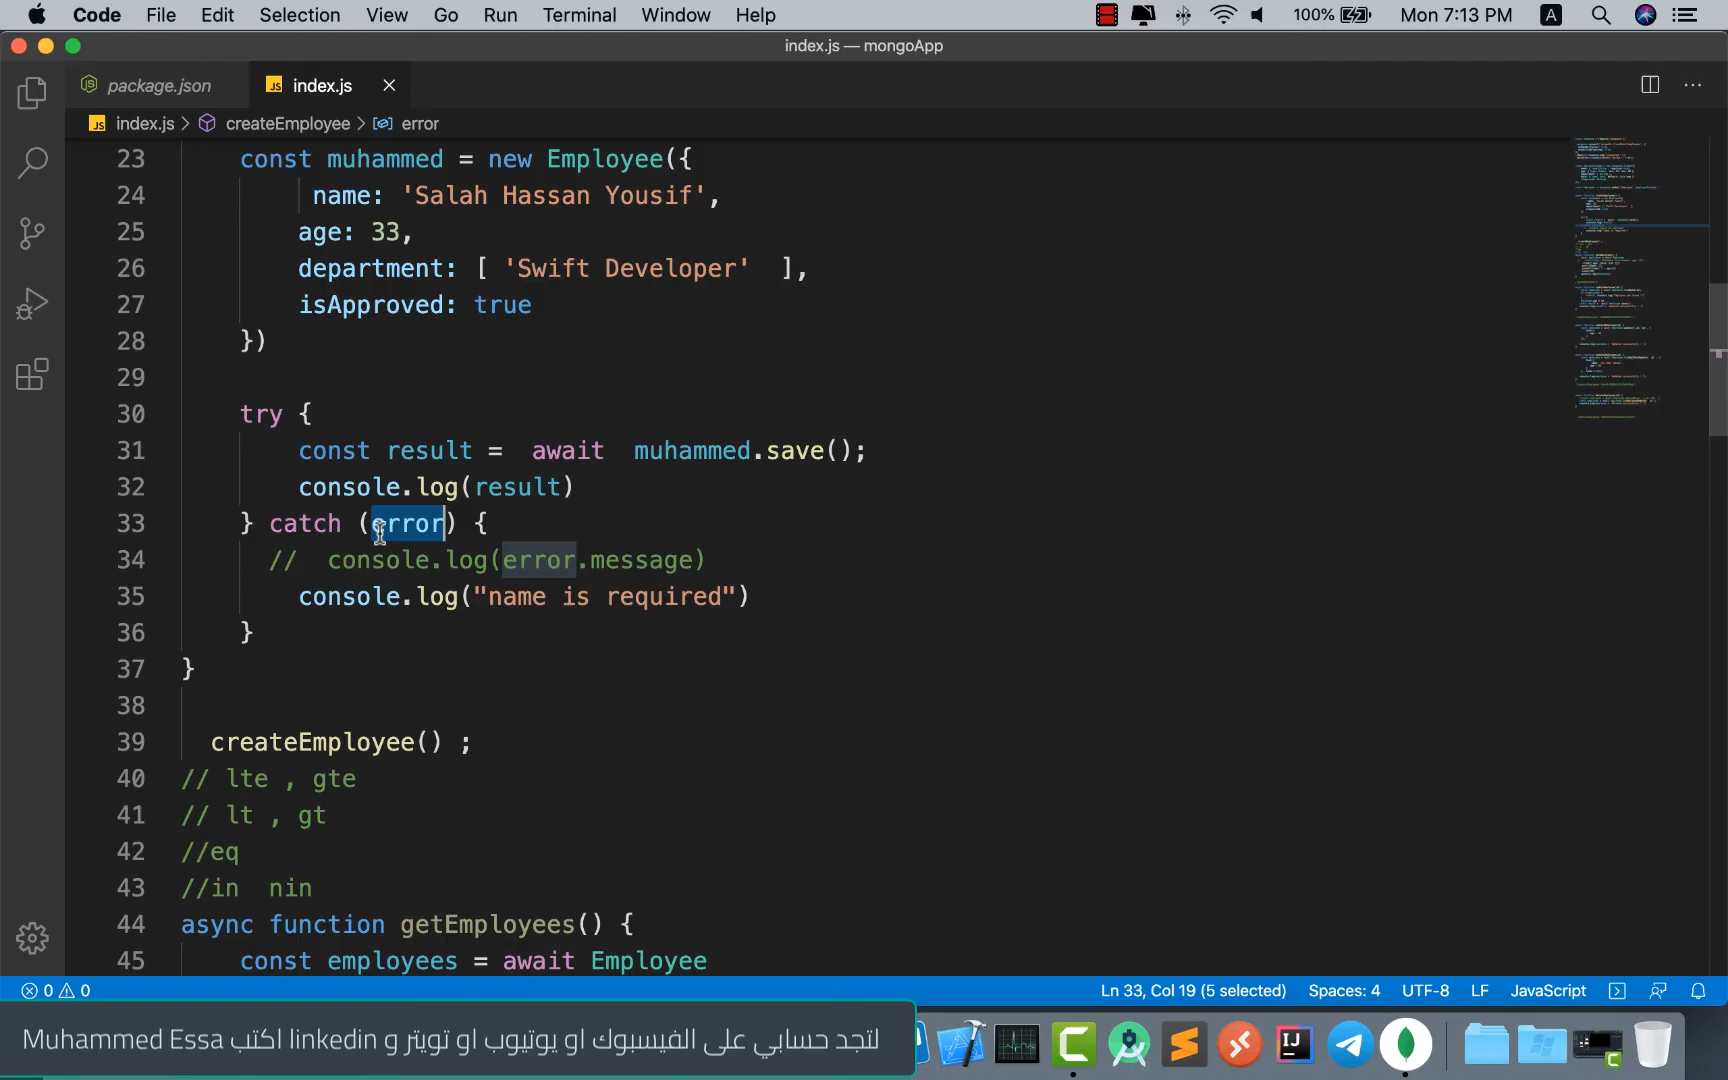 Code File Edit Selection View Go Run Terminal Window Help 100% Mon 7:13 PM A
index.js — mongoApp
package.json index.js
index.js > createEmployee > error
23 const muhammed = new Employee({
24 name: 'Salah Hassan Yousif',
25 age: 33,
26 department: [ 'Swift Developer' ],
27 isApproved: true
28 })
29
30 try {
31 const result = await muhammed.save();
32 console.log(result)
33 } catch (error) {
34 // console.log(error.message)
35 console.log("name is required")
36 }
37 }
38
39 createEmployee() ;
40 // lte , gte
41 // lt , gt
42 //eq
43 //in nin
44 async function getEmployees() {
45 const employees = await Employee
0 0 Ln 33, Col 19 (5 selected) Spaces: 4 UTF-8 LF JavaScript
لتجد حسابي على الفيسبوك او يوتيوب او تويتر و linkedin اكتب Muhammed Essa
IJ